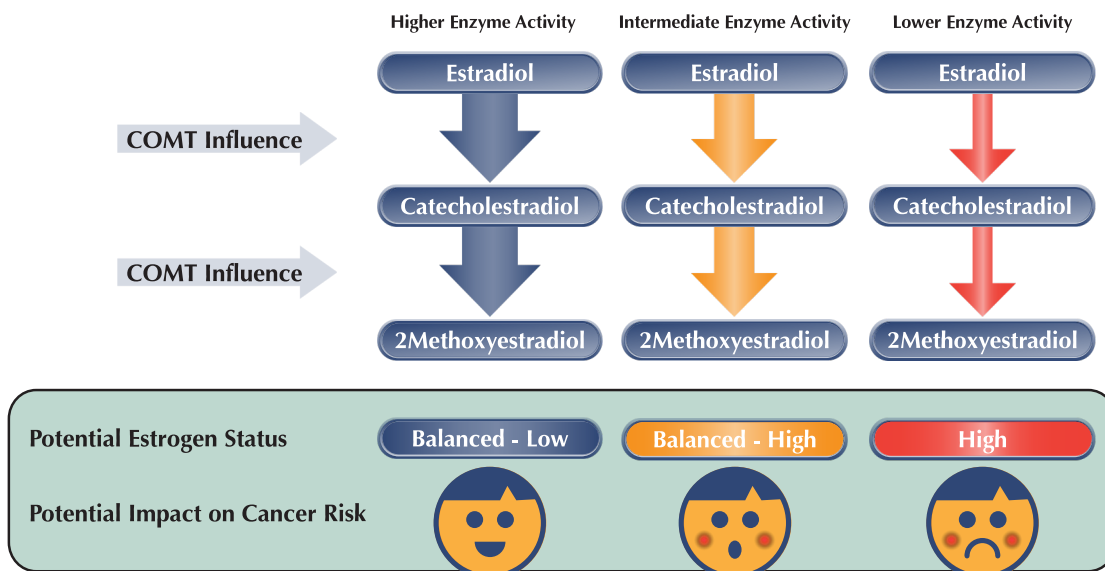 Higher Enzyme Activity Intermediate Enzyme Activity Lower Enzyme Activity
Estradiol Estradiol Estradiol
COMT Influence
Catecholestradiol Catecholestradiol Catecholestradiol
COMT Influence
2Methoxyestradiol 2Methoxyestradiol 2Methoxyestradiol
Potential Estrogen Status Balanced - Low Balanced - High High
Potential Impact on Cancer Risk